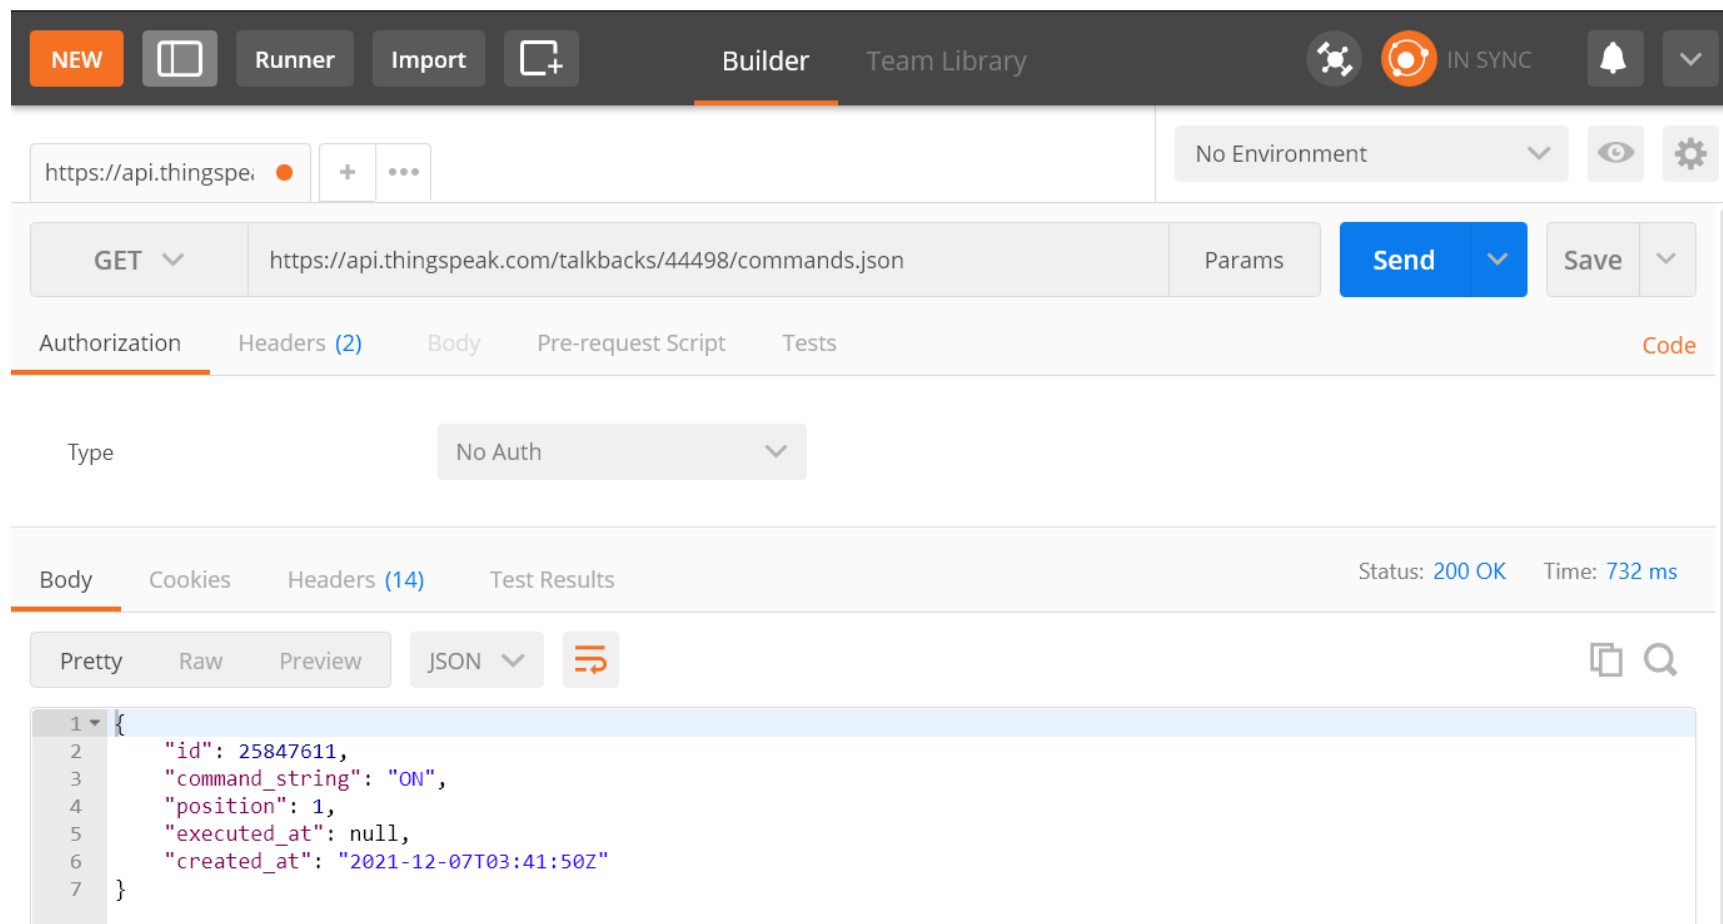 NEW Runner Import Builder Team Library IN SYNC
https://api.thingspea + ••• No Environment
GET https://api.thingspeak.com/talkbacks/44498/commands.json Params Send Save
Authorization Headers (2) Body Pre-request Script Tests Code
Type No Auth
Body Cookies Headers (14) Test Results Status: 200 OK Time: 732 ms
Pretty Raw Preview JSON
1 {
2 "id": 25847611,
3 "command_string": "ON",
4 "position": 1,
5 "executed_at": null,
6 "created_at": "2021-12-07T03:41:50Z"
7 }